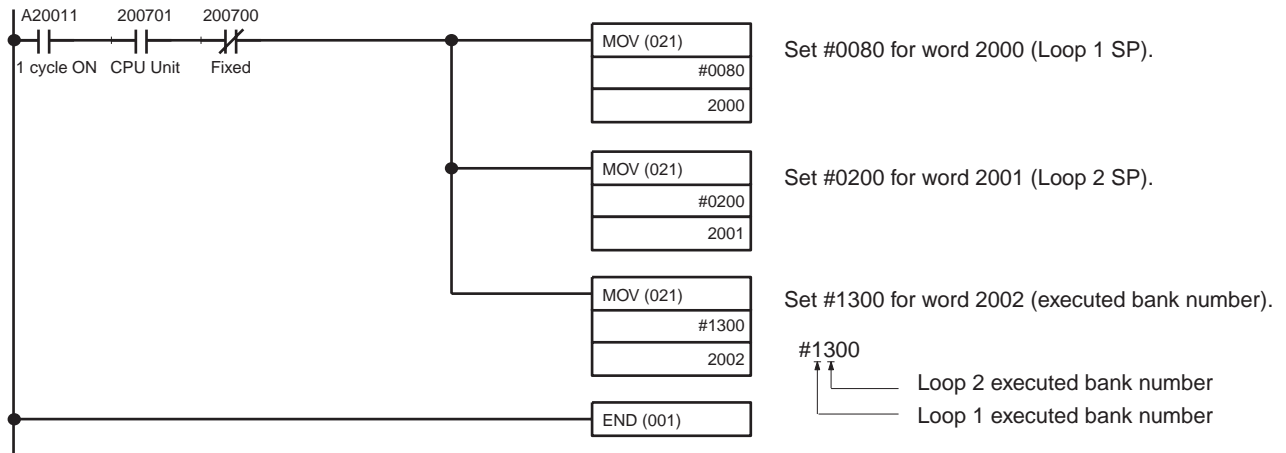 A20011 200701 200700
1 cycle ON CPU Unit Fixed
MOV (021)
#0080
2000
Set #0080 for word 2000 (Loop 1 SP).
MOV (021)
#0200
2001
Set #0200 for word 2001 (Loop 2 SP).
MOV (021)
#1300
2002
Set #1300 for word 2002 (executed bank number).
#1300
Loop 2 executed bank number
Loop 1 executed bank number
END (001)